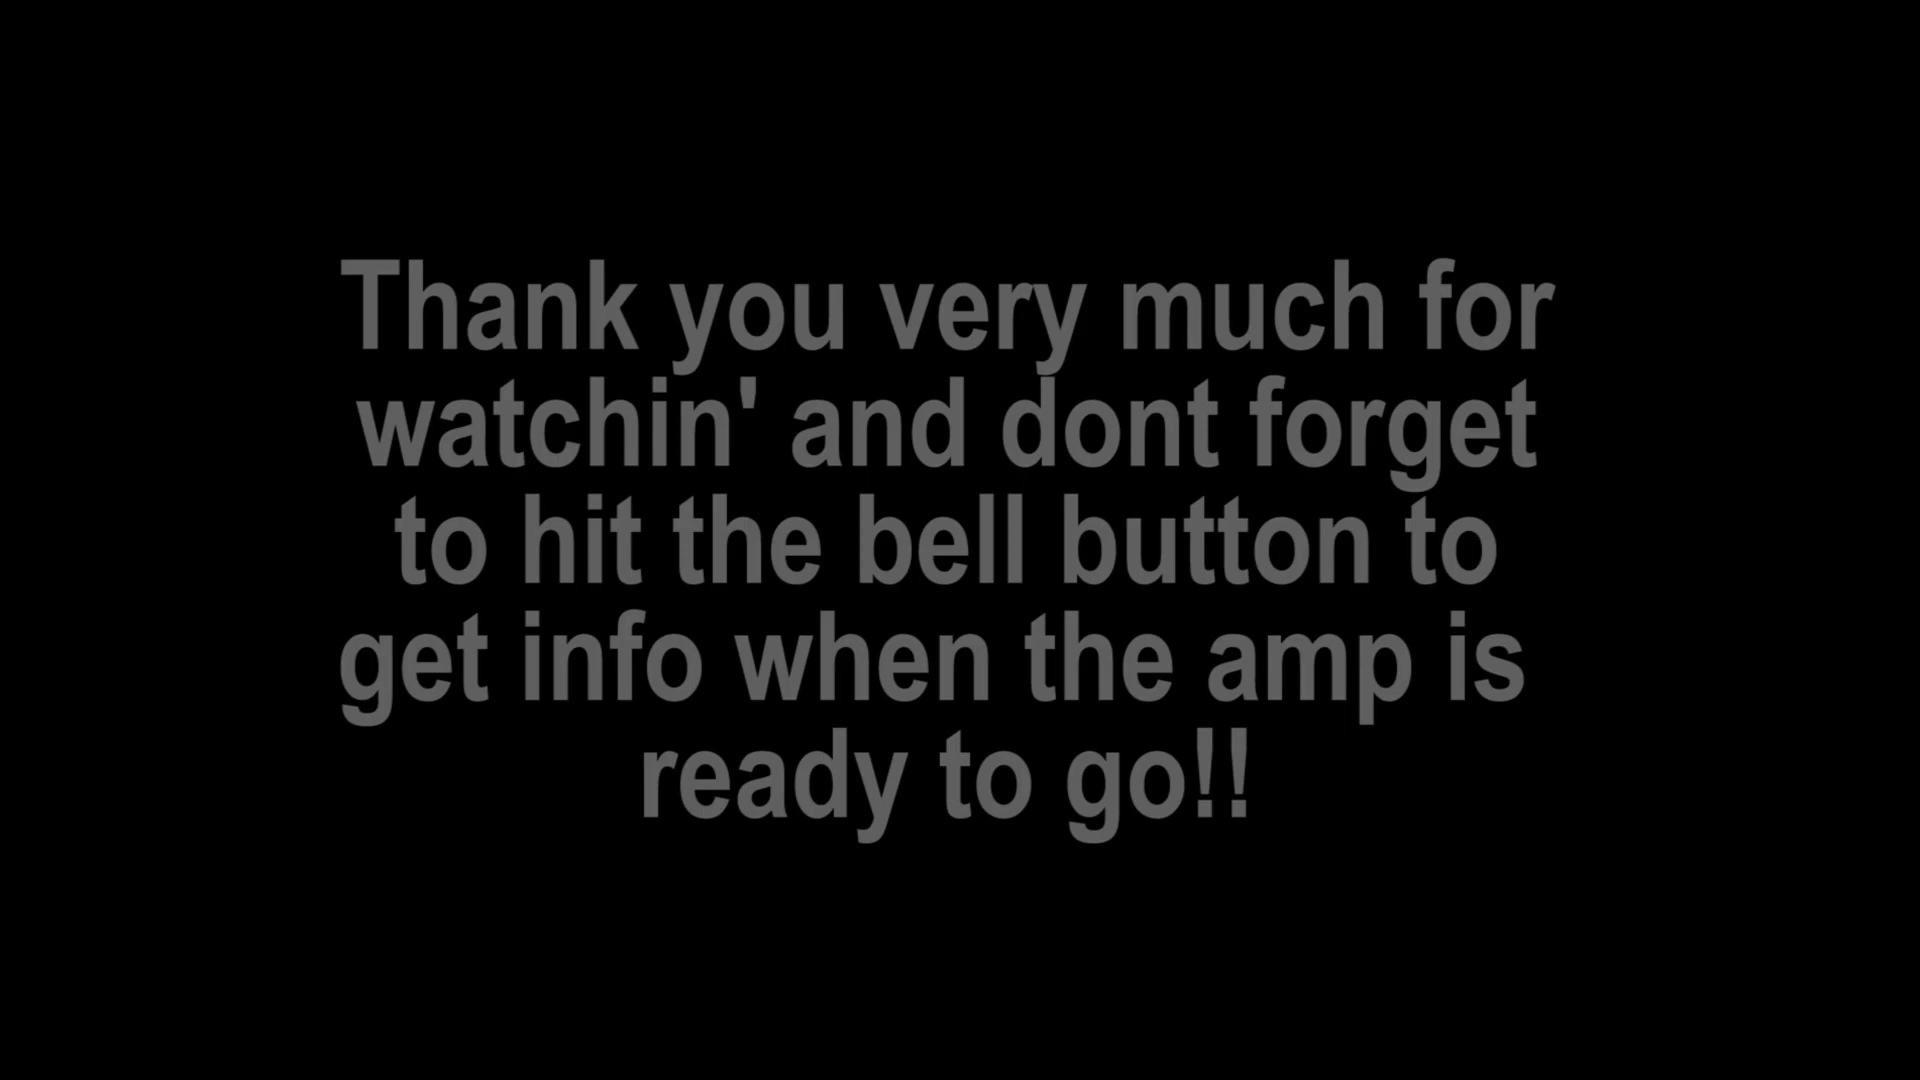 Thank you very much for
watchin' and dont forget
to hit the bell button to
get info when the amp is
ready to go!!